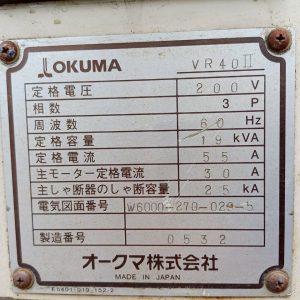 OKUMA VR40II
定格電圧 200 V
相数 3 P
周波数 60 Hz
定格容量 19 kVA
定格電流 55 A
主モーター定格電流 30 A
主しゃ断器のしゃ断容量 25 kA
電気図面番号 W6000-270-029-5
製造番号 0532
オークマ株式会社
MADE IN JAPAN